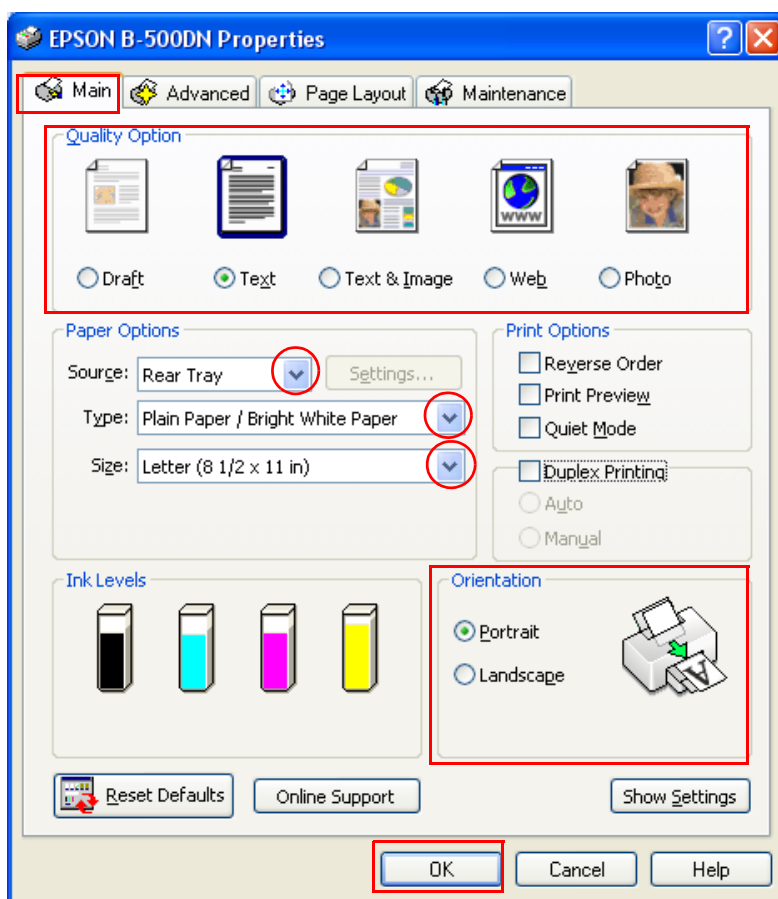 EPSON B-500DN Properties
Main Advanced Page Layout Maintenance
Quality Option
WWW
Draft Text Text & Image Web Photo
Paper Options
Source: Rear Tray Settings...
Type: Plain Paper / Bright White Paper
Size: Letter (8 1/2 x 11 in)
Print Options
Reverse Order
Print Preview
Quiet Mode
Duplex Printing
Auto
Manual
Ink Levels
Orientation
Portrait
Landscape
A
Reset Defaults Online Support Show Settings
OK Cancel Help